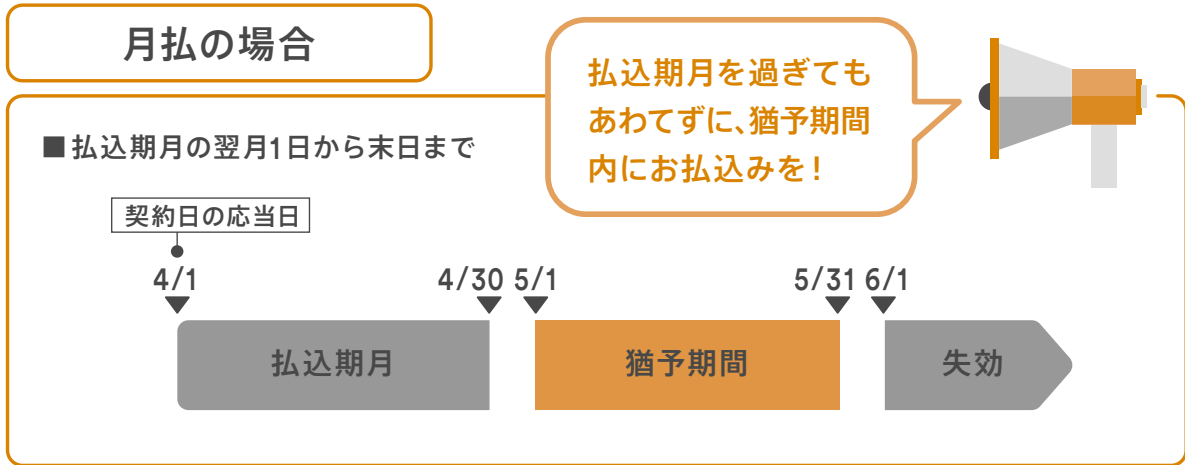 月払の場合
払込期月を過ぎても
あわてずに、猶予期間
内にお払込みを!
■払込期月の翌月1日から末日まで
契約日の応当日
4/1 4/30 5/1 5/31 6/1
払込期月 猶予期間 失効